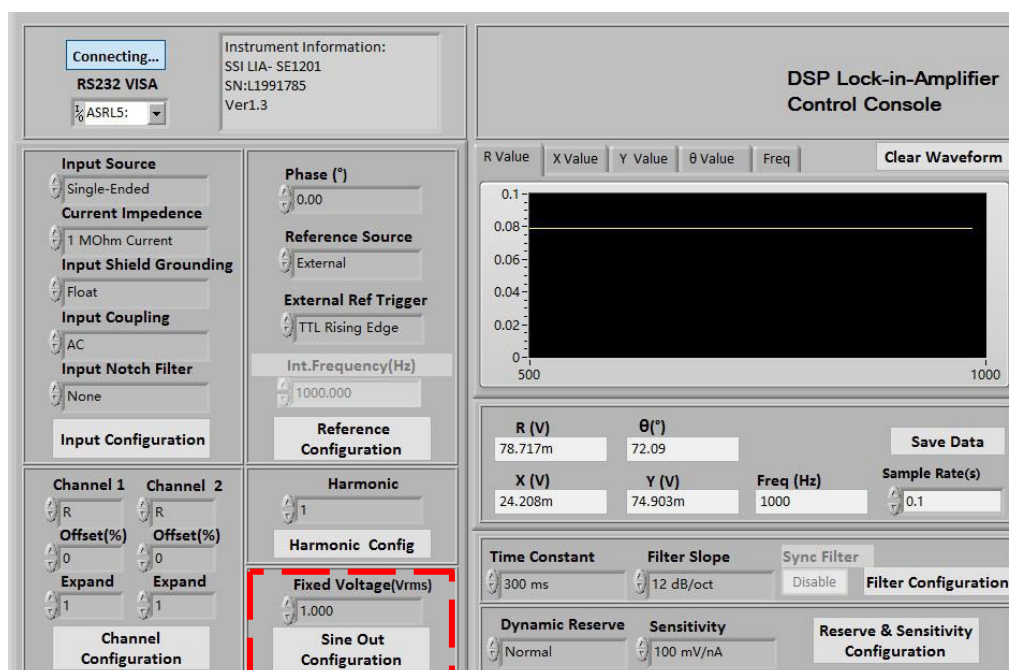 Connecting...
RS232 VISA
I/O ASRL5:
Instrument Information:
SSI LIA- SE1201
SN:L1991785
Ver1.3
DSP Lock-in-Amplifier
Control Console
Input Source
Single-Ended
Current Impedence
1 MOhm Current
Input Shield Grounding
Float
Input Coupling
AC
Input Notch Filter
None
Input Configuration
Phase (°)
0.00
Reference Source
External
External Ref Trigger
TTL Rising Edge
Int.Frequency(Hz)
1000.000
Reference
Configuration
R Value X Value Y Value θ Value Freq
Clear Waveform
0.1
0.08
0.06
0.04
0.02
0
500 1000
R (V) θ(°)
78.717m 72.09
Save Data
X (V) Y (V) Freq (Hz) Sample Rate(s)
24.208m 74.903m 1000 0.1
Channel 1 Channel 2
R R
Offset(%) Offset(%)
0 0
Expand Expand
1 1
Channel
Configuration
Harmonic
1
Harmonic Config
Fixed Voltage(Vrms)
1.000
Sine Out
Configuration
Time Constant Filter Slope Sync Filter
300 ms 12 dB/oct Disable Filter Configuration
Dynamic Reserve Sensitivity
Normal 100 mV/nA
Reserve & Sensitivity
Configuration